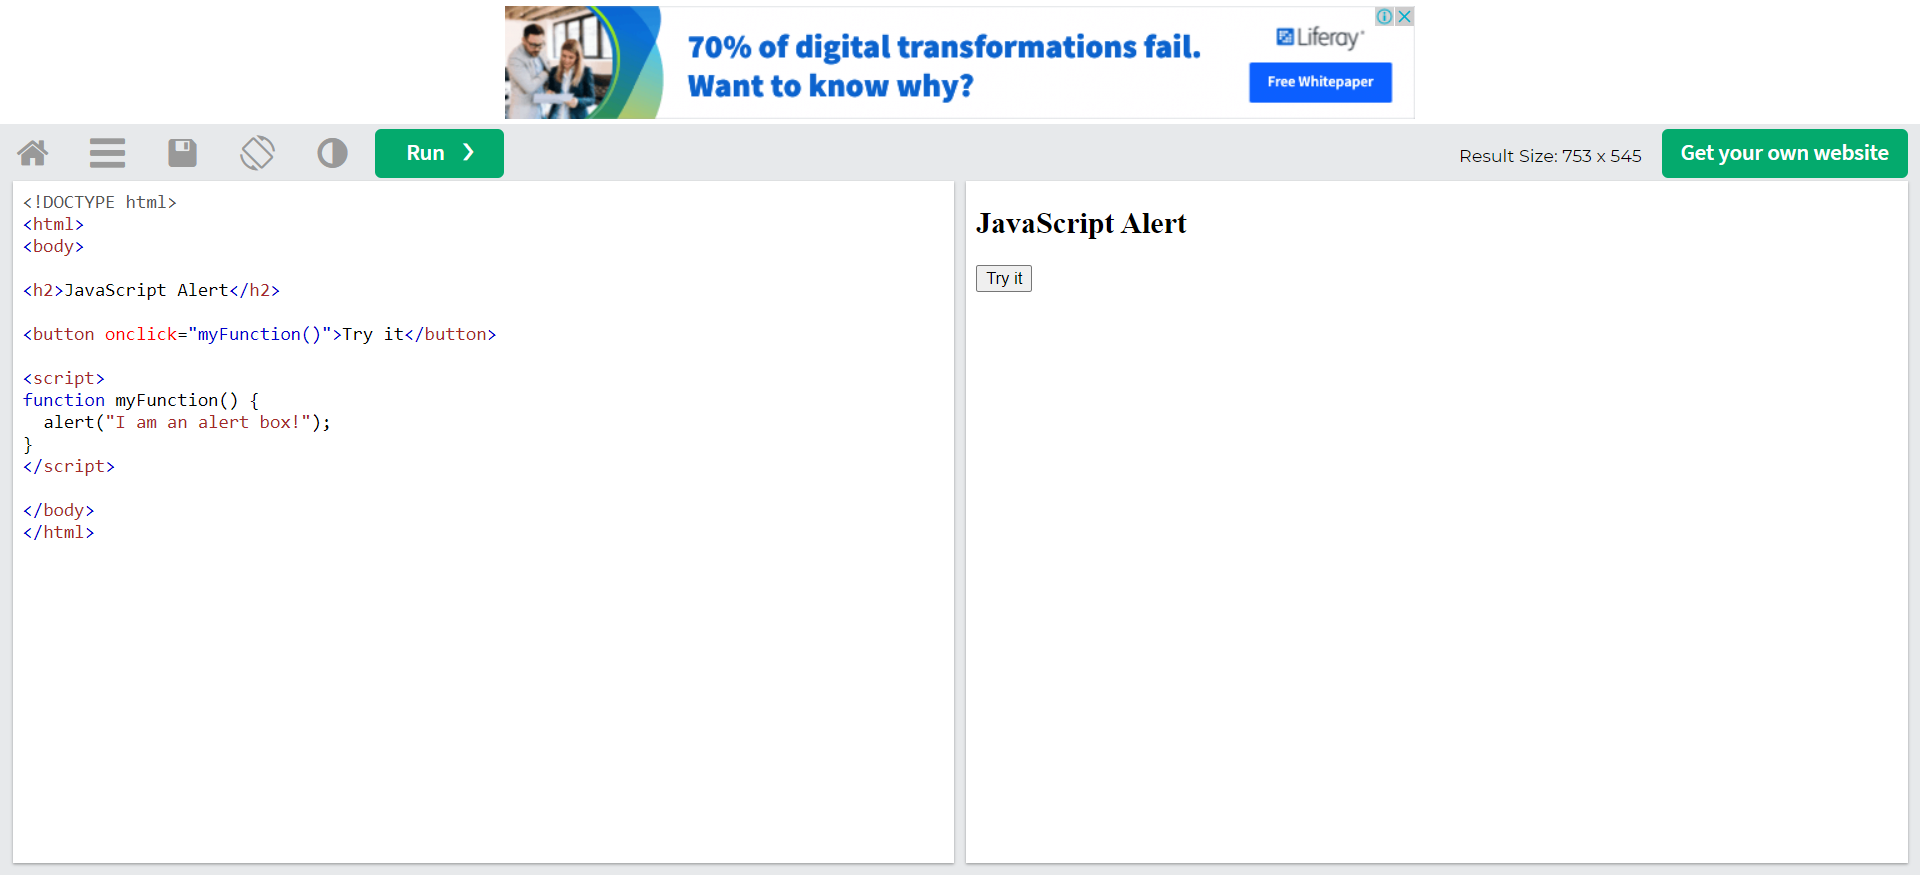 70% of digital transformations fail.
Want to know why?
Liferay
Free Whitepaper
Run ❯
Result Size: 753 x 545
Get your own website
<!DOCTYPE html>
<html>
<body>
<h2>JavaScript Alert</h2>
<button onclick="myFunction()">Try it</button>
<script>
function myFunction() {
  alert("I am an alert box!");
}
</script>
</body>
</html>
JavaScript Alert
Try it